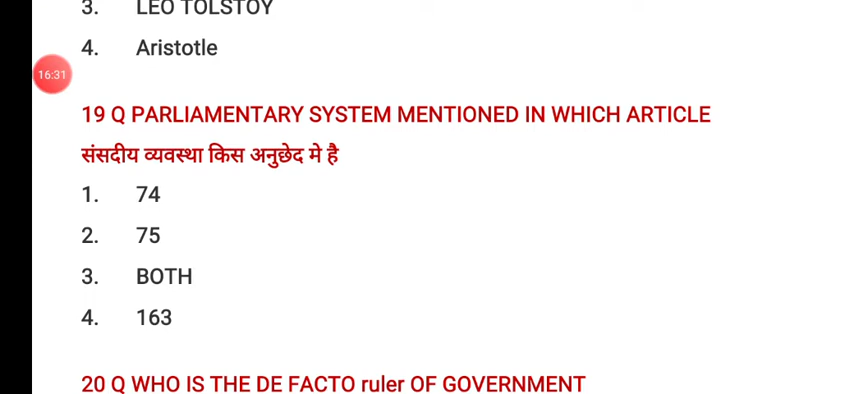 3. LEO TOLSTOY
4. Aristotle
16:31
19 Q PARLIAMENTARY SYSTEM MENTIONED IN WHICH ARTICLE
संसदीय व्यवस्था किस अनुछेद मे है
1. 74
2. 75
3. BOTH
4. 163
20 Q WHO IS THE DE FACTO ruler OF GOVERNMENT